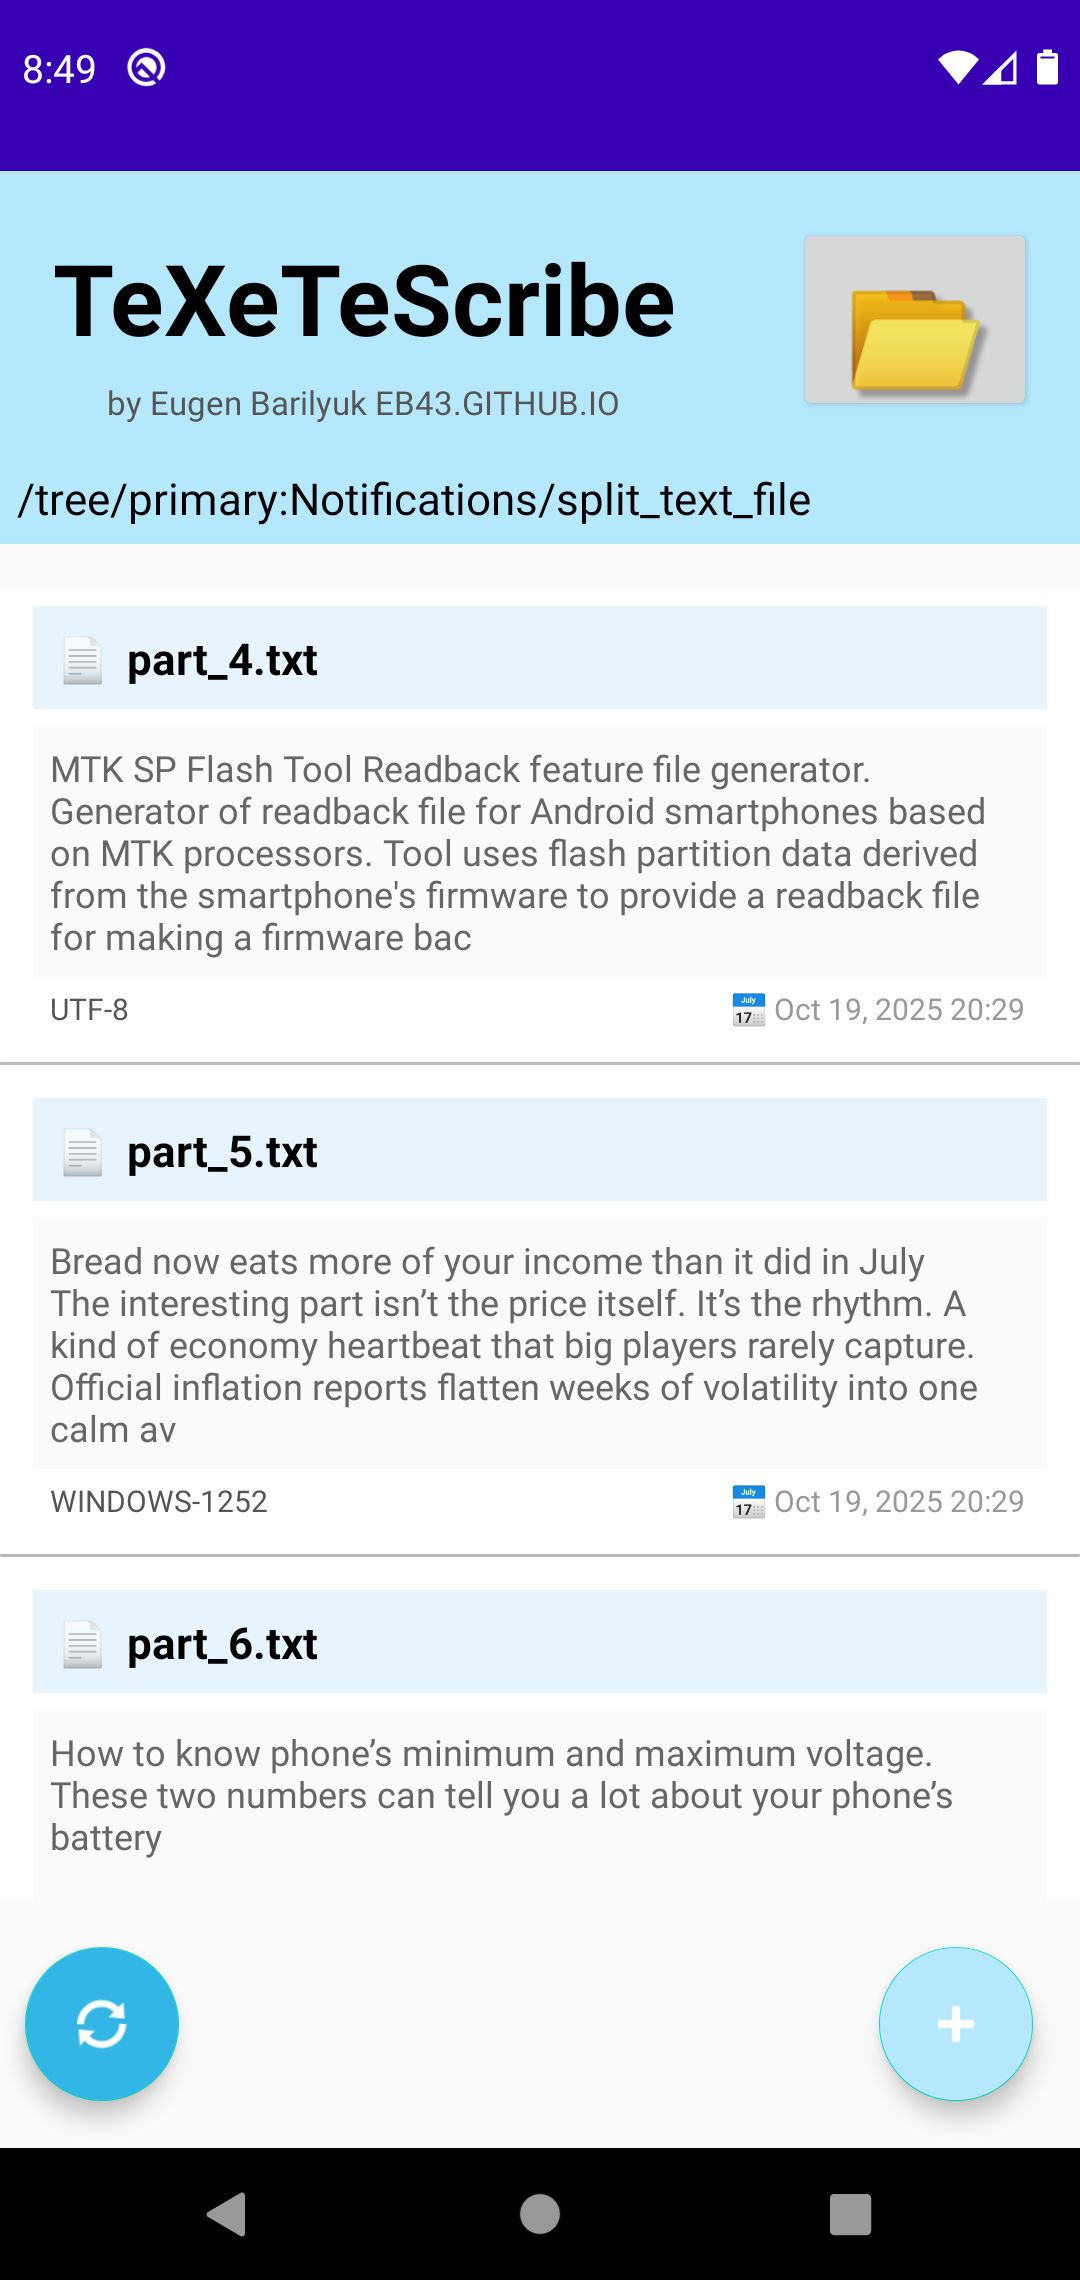 8:49
TeXeTeScribe
by Eugen Barilyuk EB43.GITHUB.IO
/tree/primary:Notifications/split_text_file
part_4.txt
MTK SP Flash Tool Readback feature file generator.
Generator of readback file for Android smartphones based
on MTK processors. Tool uses flash partition data derived
from the smartphone's firmware to provide a readback file
for making a firmware bac
UTF-8
July
17
Oct 19, 2025 20:29
part_5.txt
Bread now eats more of your income than it did in July
The interesting part isn’t the price itself. It’s the rhythm. A
kind of economy heartbeat that big players rarely capture.
Official inflation reports flatten weeks of volatility into one
calm av
WINDOWS-1252
July
17
Oct 19, 2025 20:29
part_6.txt
How to know phone’s minimum and maximum voltage.
These two numbers can tell you a lot about your phone’s
battery